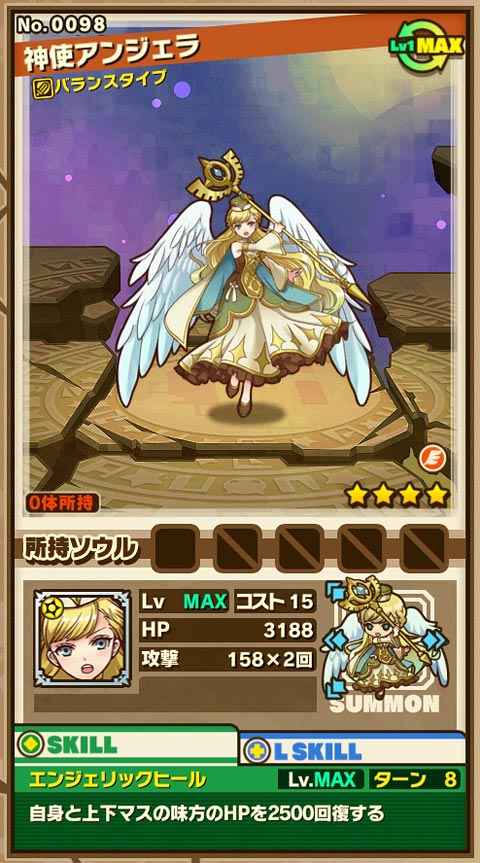 No.0098
神使アンジェラ
バランスタイプ
Lv1 MAX
E
0体所持
所持ソウル
Lv MAX コスト 15
HP 3188
攻撃 158×2回
SUMMON
SKILL
L SKILL
エンジェリックヒール Lv.MAX ターン 8
自身と上下マスの味方のHPを2500回復する